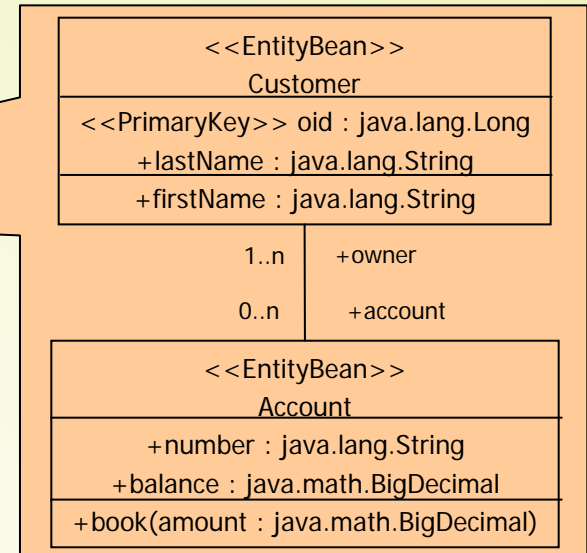 <<EntityBean>>
Customer
<<PrimaryKey>> oid : java.lang.Long
+lastName : java.lang.String
+firstName : java.lang.String
1..n +owner
0..n +account
<<EntityBean>>
Account
+number : java.lang.String
+balance : java.math.BigDecimal
+book(amount : java.math.BigDecimal)